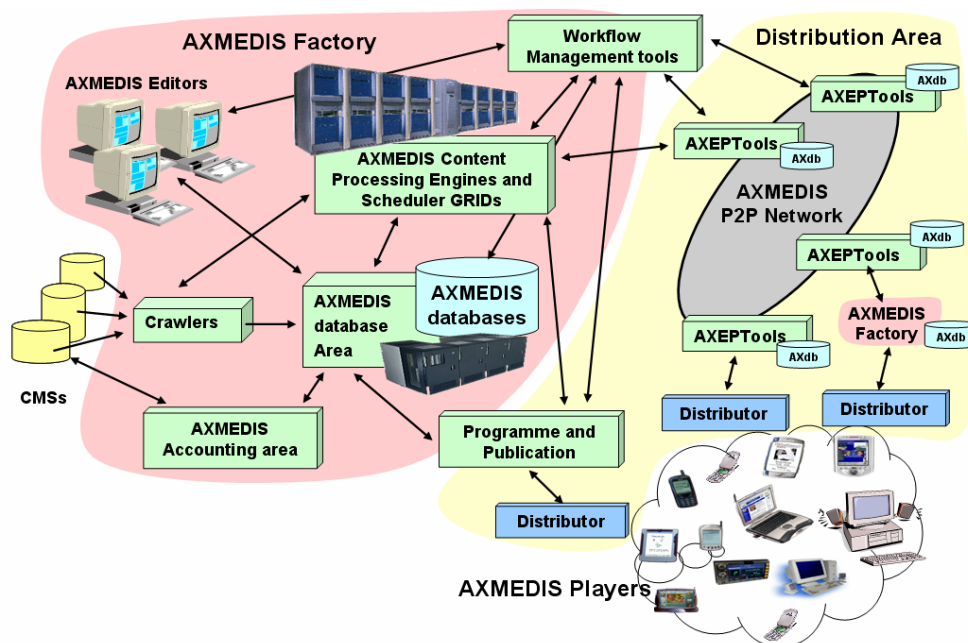 AXMEDIS Factory
Workflow
Management tools
Distribution Area
AXMEDIS Editors
AXdb
AXEPTools
AXEPTools
AXdb
AXMEDIS Content
Processing Engines and
Scheduler GRIDs
AXMEDIS
P2P Network
AXdb
AXEPTools
CMSs
Crawlers
AXMEDIS
database
Area
AXMEDIS
databases
AXMEDIS
Factory
AXdb
AXEPTools
AXdb
AXMEDIS
Accounting area
Programme and
Publication
Distributor
Distributor
Distributor
AXMEDIS Players